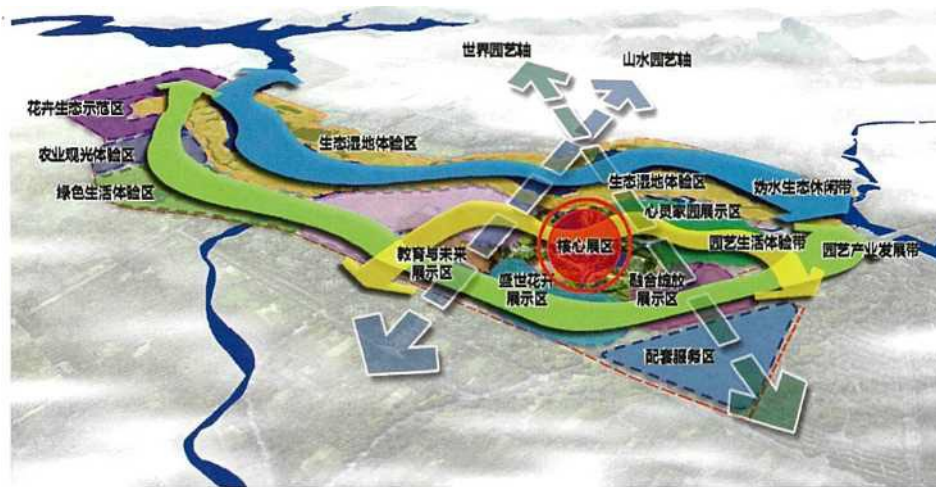 世界园艺轴
山水园艺轴
花卉生态示范区
农业观光体验区
生态湿地体验区
绿色生活体验区
生态湿地体验区
妫水生态休闲带
心灵家园展示区
核心展区
园艺生活体验带
园艺产业发展带
教育与未来
展示区
盛世花开
展示区
融合绽放
展示区
配套服务区